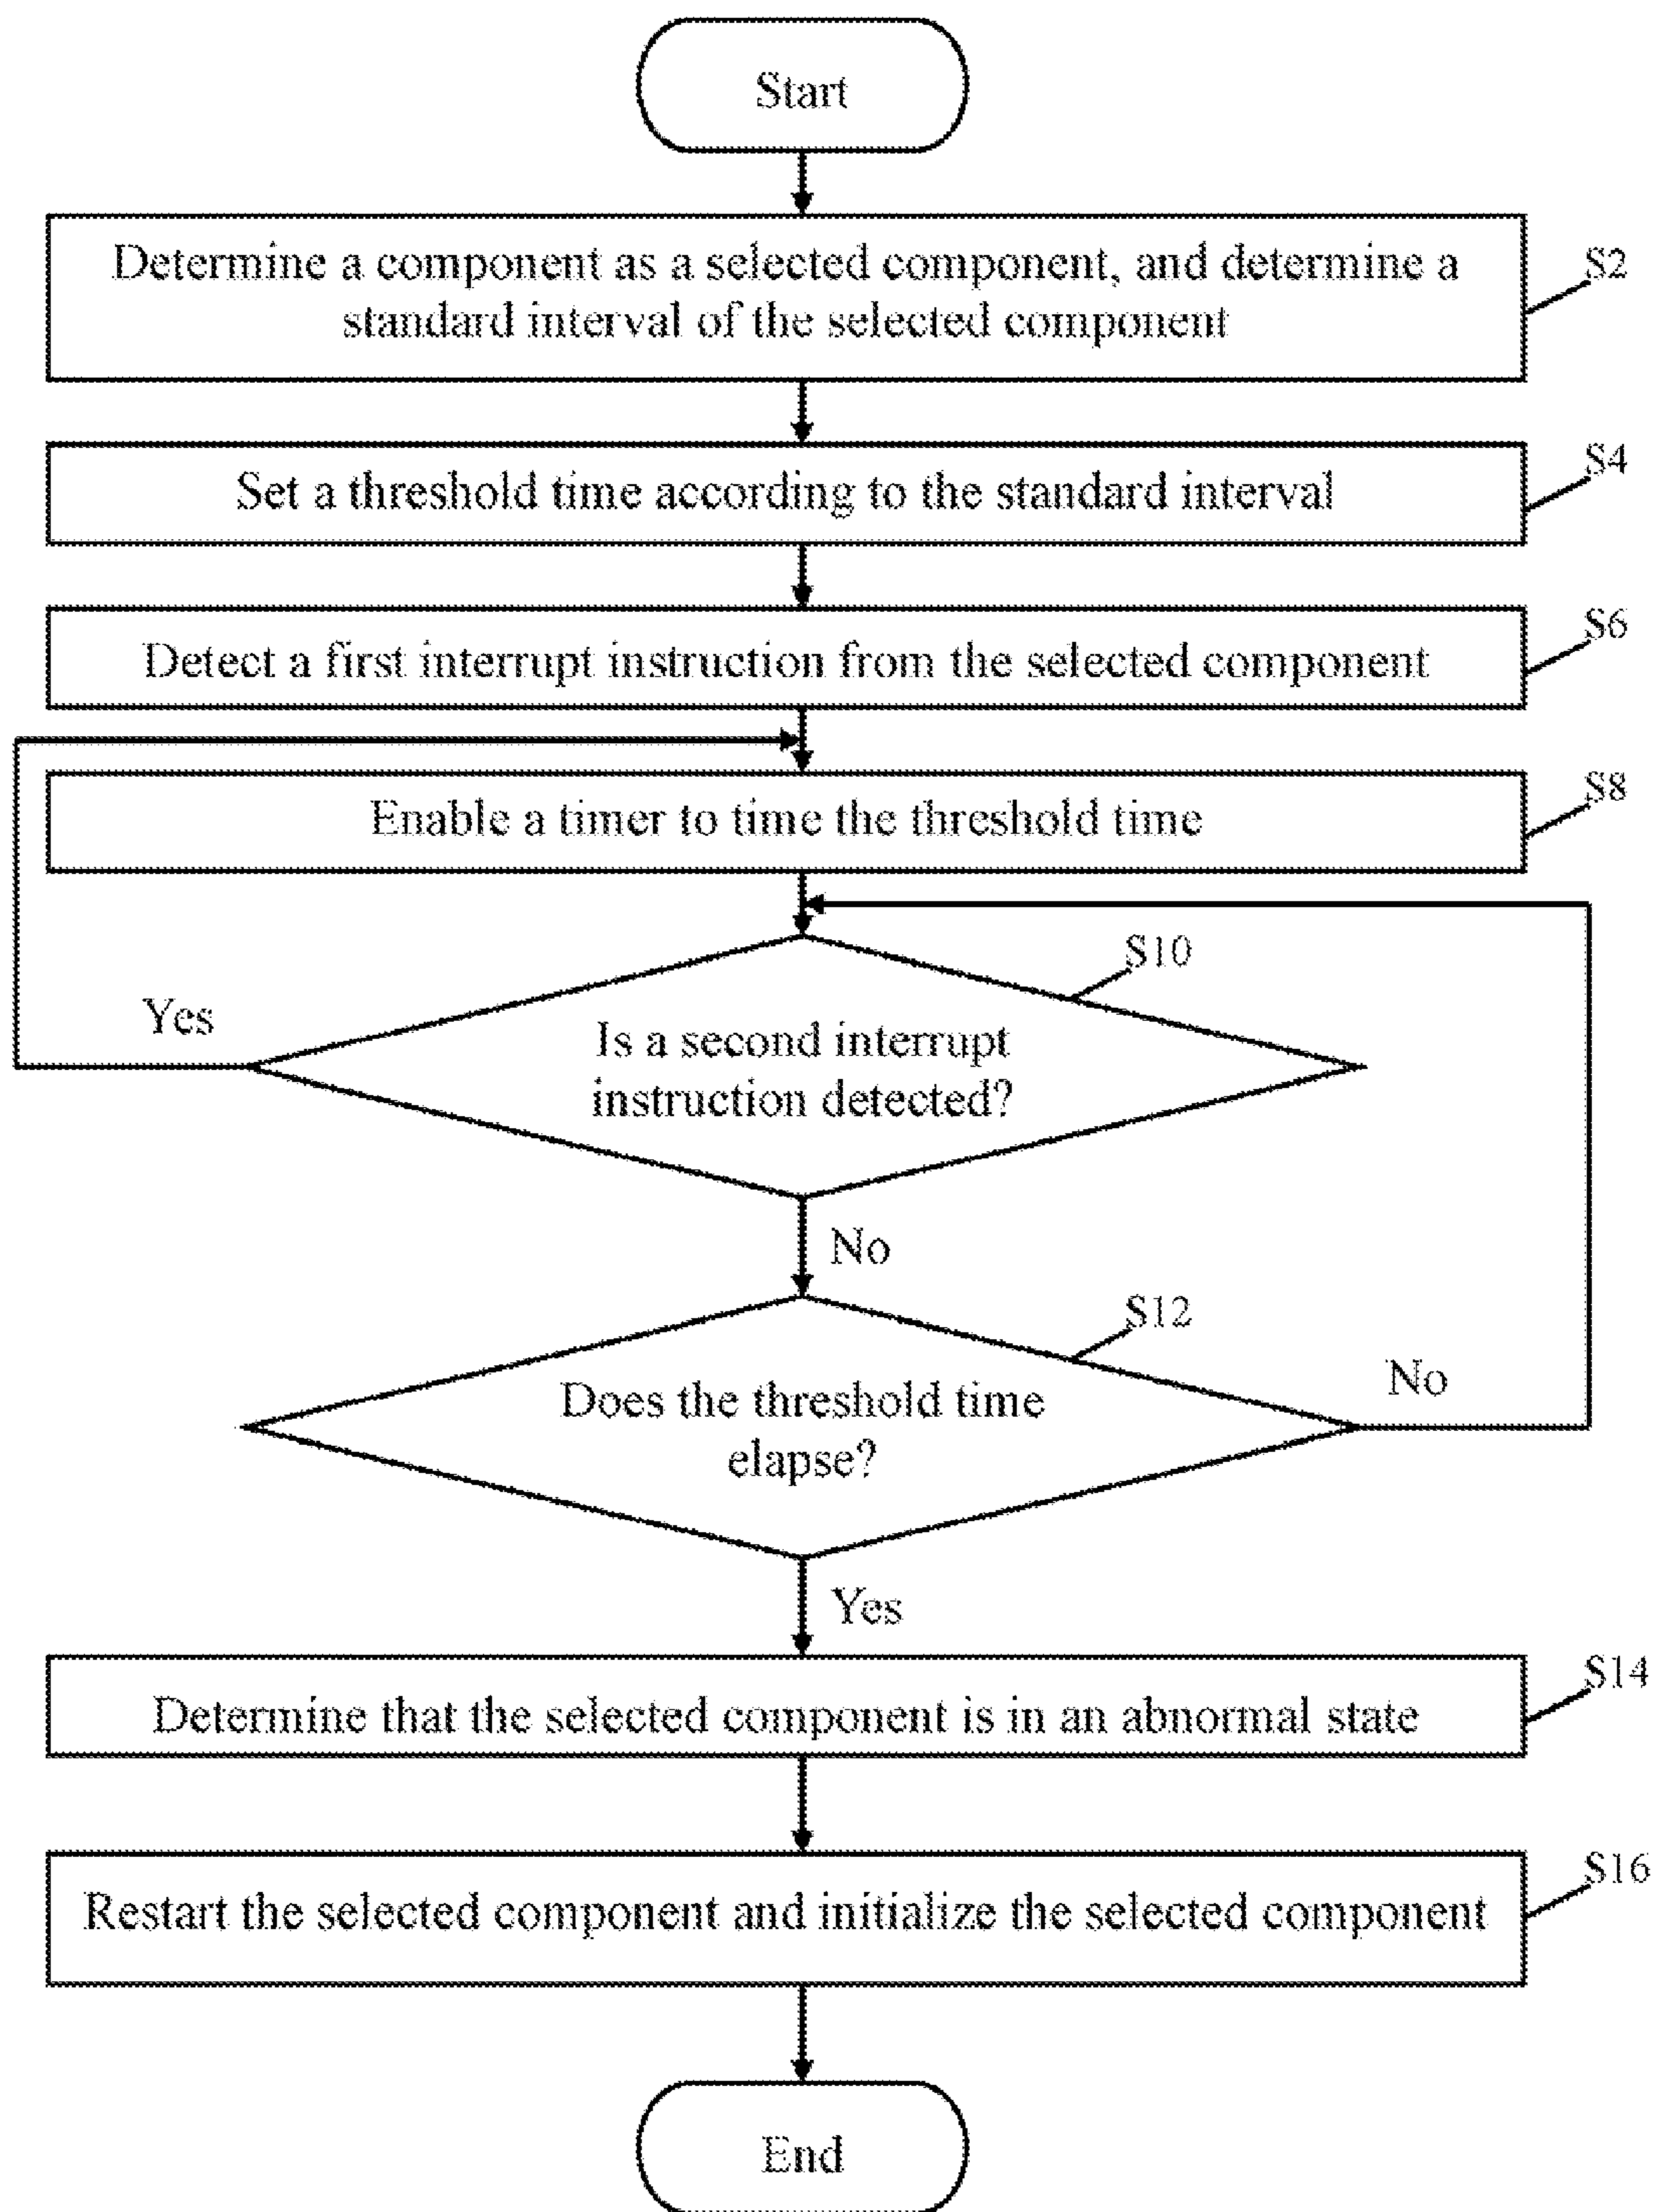 Start
Determine a component as a selected component, and determine a
standard interval of the selected component
S2
Set a threshold time according to the standard interval
S4
Detect a first interrupt instruction from the selected component
S6
Enable a timer to time the threshold time
S8
S10
Yes
Is a second interrupt
instruction detected?
No
S12
Does the threshold time
elapse?
No
Yes
Determine that the selected component is in an abnormal state
S14
Restart the selected component and initialize the selected component
S16
End